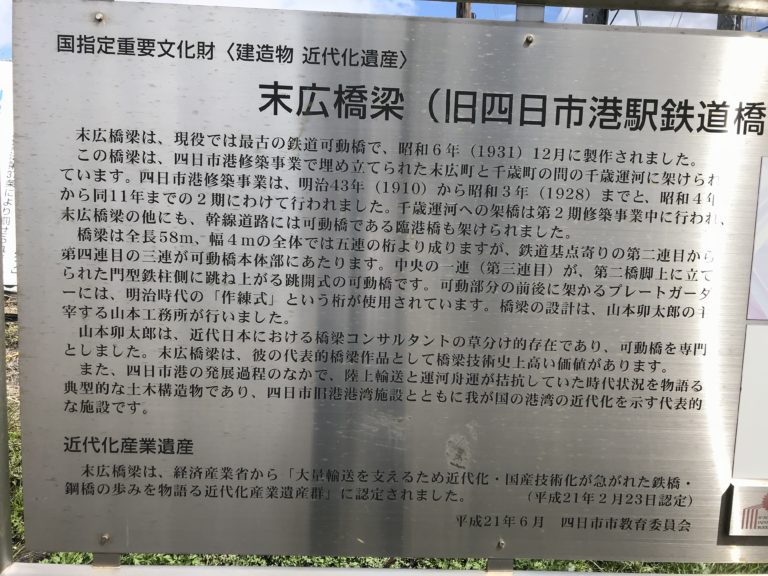 国指定重要文化財〈建造物 近代化遺産〉
末広橋梁（旧四日市港駅鉄道橋
末広橋梁は、現役では最古の鉄道可動橋で、昭和6年（1931）12月に製作されました。
この橋梁は、四日市港修築事業で埋め立てられた末広町と千歳町の間の千歳運河に架けられ
ています。四日市港修築事業は、明治43年（1910）から昭和3年（1928）までと、昭和4年
から同11年までの2期にわけて行われました。千歳運河への架橋は第2期修築事業中に行われ、
末広橋梁の他にも、幹線道路には可動橋である臨港橋も架けられました。
橋梁は全長58m、幅4mの全体では五連の桁より成りますが、鉄道基点寄りの第二連目から
第四連目の三連が可動橋本体部にあたります。中央の一連（第三連目）が、第二橋脚上に立て
られた門型鉄柱側に跳ね上がる跳開式の可動橋です。可動部分の前後に架かるプレートガーダ
ーには、明治時代の「作練式」という桁が使用されています。橋梁の設計は、山本卯太郎の主
宰する山本工務所が行いました。
山本卯太郎は、近代日本における橋梁コンサルタントの草分け的存在であり、可動橋を専門
としました。末広橋梁は、彼の代表的橋梁作品として橋梁技術史上高い価値があります。
また、四日市港の発展過程のなかで、陸上輸送と運河舟運が拮抗していた時代状況を物語る
典型的な土木構造物であり、四日市旧港港湾施設とともに我が国の港湾の近代化を示す代表的
な施設です。
近代化産業遺産
末広橋梁は、経済産業省から「大量輸送を支えるため近代化・国産技術化が急がれた鉄橋・
鋼橋の歩みを物語る近代化産業遺産群」に認定されました。 （平成21年2月23日認定）
平成21年6月 四日市市教育委員会